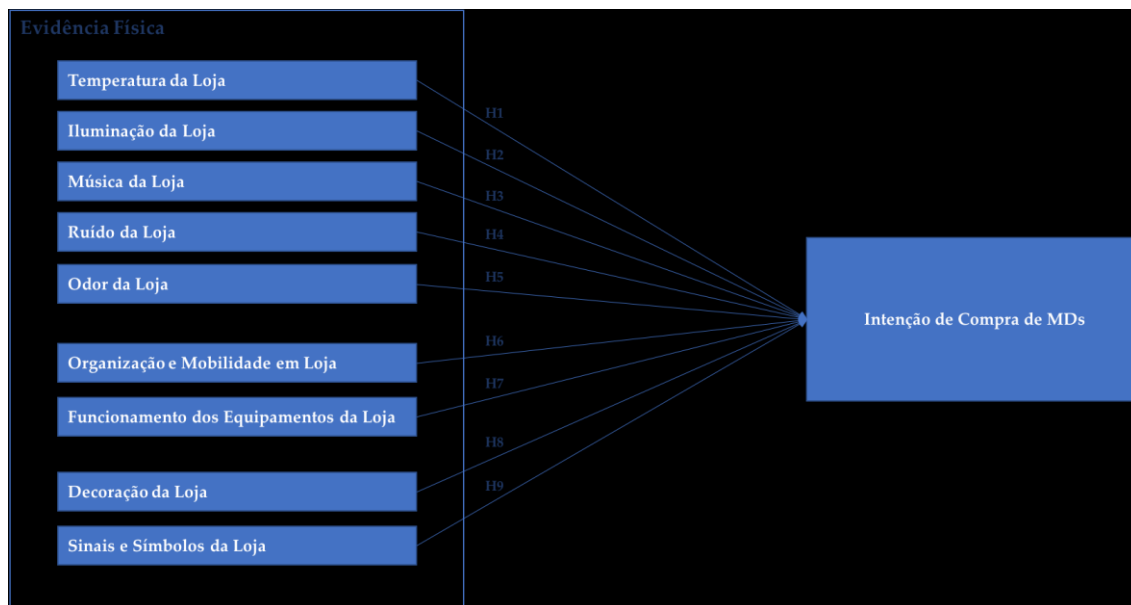 Evidência Física
Temperatura da Loja
Iluminação da Loja
Música da Loja
Ruído da Loja
Odor da Loja
Organização e Mobilidade em Loja
Funcionamento dos Equipamentos da Loja
Decoração da Loja
Sinais e Símbolos da Loja
H1
H2
H3
H4
H5
H6
H7
H8
H9
Intenção de Compra de MDs